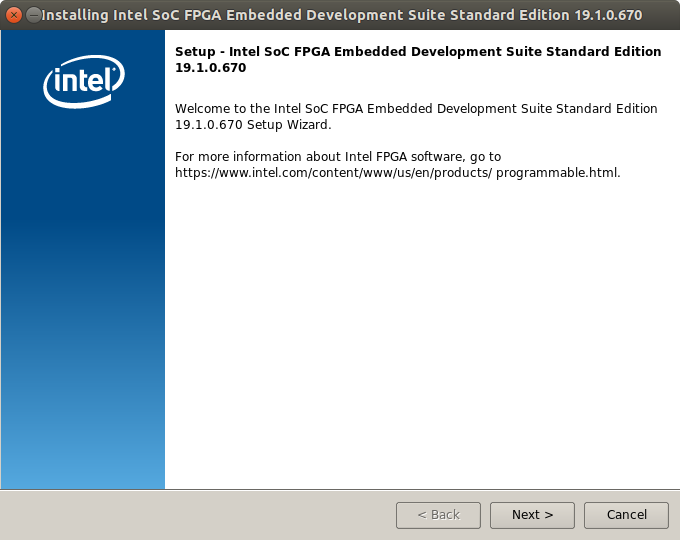 Installing Intel SoC FPGA Embedded Development Suite Standard Edition 19.1.0.670
intel
Setup - Intel SoC FPGA Embedded Development Suite Standard Edition
19.1.0.670
Welcome to the Intel SoC FPGA Embedded Development Suite Standard Edition
19.1.0.670 Setup Wizard.
For more information about Intel FPGA software, go to
https://www.intel.com/content/www/us/en/products/ programmable.html.
< Back
Next >
Cancel